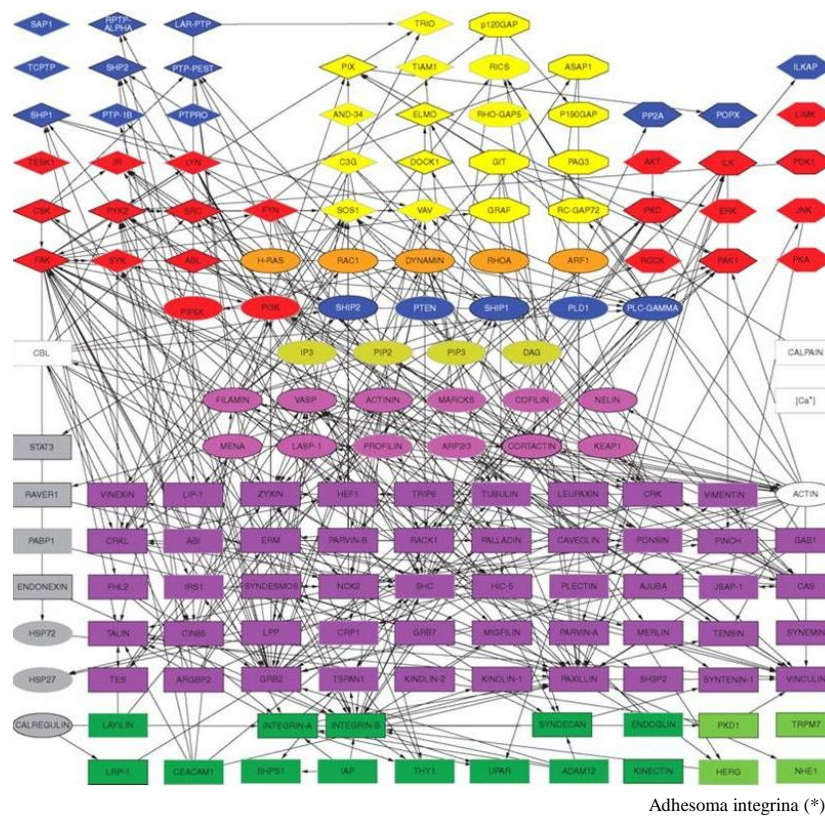 SAP1 RPTP-ALPHA LAR-PTP TRIO p120GAP
TCPTP SHP2 PTP-PEST PIX TIAM1 RICS ASAP1 ILKAP
SHP1 PTP-1B PTPRO AND-34 ELMO RHO-GAP5 P190GAP PP2A POPX LIMK
TESK1 IR LYN C3G DOCK1 GIT PAG3 AKT ILK PDK1
CSK PYK2 SRC FYN SOS1 VAV GRAF RC-GAP72 PKC ERK JNK
FAK SYK ABL H-RAS RAC1 DYNAMIN RHOA ARF1 ROCK PAK1 PKA
PIP5K PI3K SHIP2 PTEN SHIP1 PLD1 PLC-GAMMA
CBL IP3 PIP2 PIP3 DAG CALPAIN
FILAMIN VASP ACTININ MARCKS COFILIN NELIN [Ca⁺]
STAT3 MENA LASP-1 PROFILIN ARP2/3 CORTACTIN KEAP1
RAVER1 VINEXIN LIP-1 ZYXIN HEF1 TRIP6 TUBULIN LEUPAXIN CRK VIMENTIN ACTIN
PABP1 CRKL ABI ERM PARVIN-B RACK1 PALLADIN CAVEOLIN PONSIN PINCH GAB1
ENDONEXIN FHL2 IRS1 SYNDESMOS NCK2 SHC HIC-5 PLECTIN AJUBA JSAP-1 CAS
HSP72 TALIN CIN85 LPP CRP1 GRB7 MIGFILIN PARVIN-A MERLIN TENSIN SYNEMIN
HSP27 TES ARGBP2 GRB2 TSPAN1 KINDLIN-2 KINDLIN-1 PAXILLIN SH3BP2 SYNTENIN-1 VINCULIN
CALREGULIN LAYILIN INTEGRIN-A INTEGRIN-B SYNDECAN ENDOGLIN PKD1 TRPM7
LRP-1 CEACAM1 SHPS1 IAP THY1 UPAR ADAM12 KINECTIN HERG NHE1
Adhesoma integrina (*)